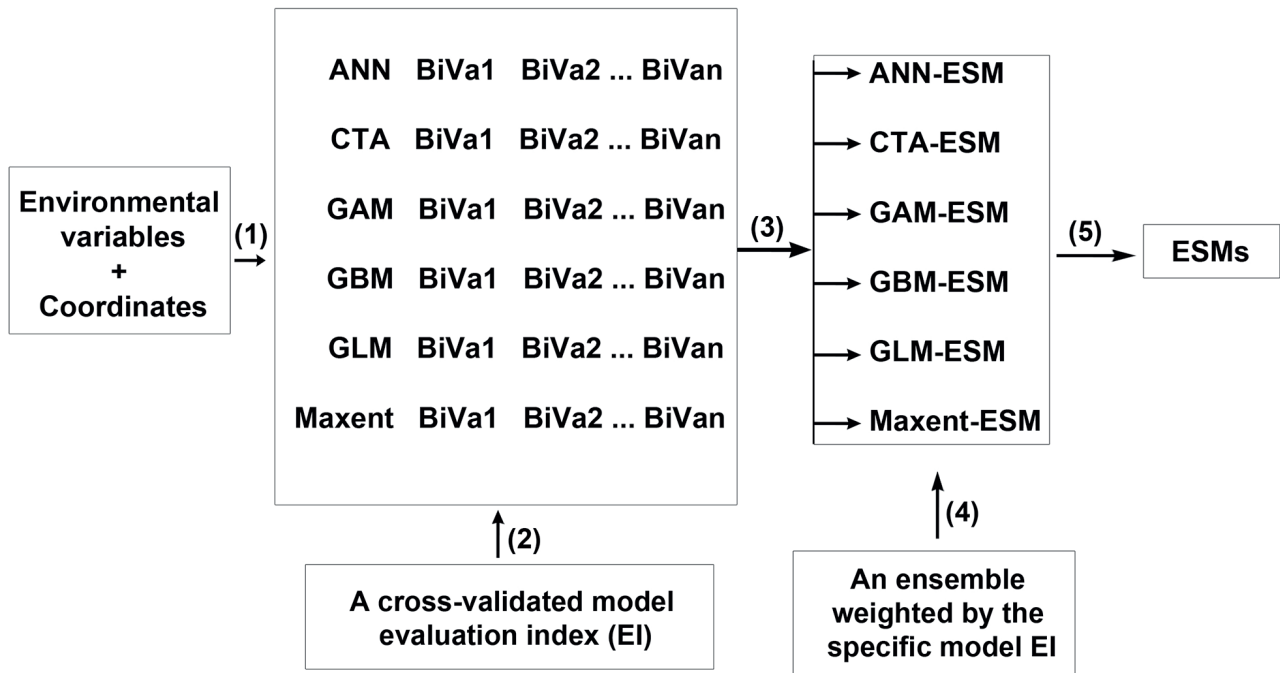 Environmental
variables
+
Coordinates
(1)
ANN BiVa1 BiVa2 ... BiVan
CTA BiVa1 BiVa2 ... BiVan
GAM BiVa1 BiVa2 ... BiVan
GBM BiVa1 BiVa2 ... BiVan
GLM BiVa1 BiVa2 ... BiVan
Maxent BiVa1 BiVa2 ... BiVan
(2)
A cross-validated model
evaluation index (EI)
(3)
ANN-ESM
CTA-ESM
GAM-ESM
GBM-ESM
GLM-ESM
Maxent-ESM
(4)
An ensemble
weighted by the
specific model EI
(5)
ESMs